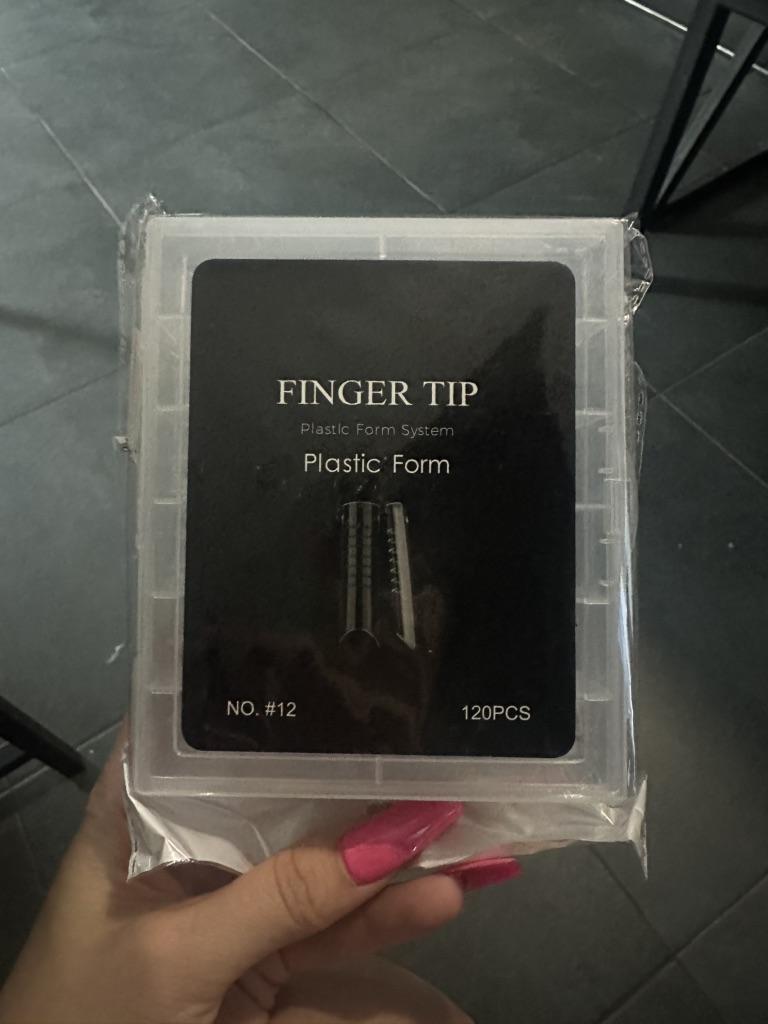 FINGER TIP
Plastic Form System
Plastic Form
NO. #12
120PCS